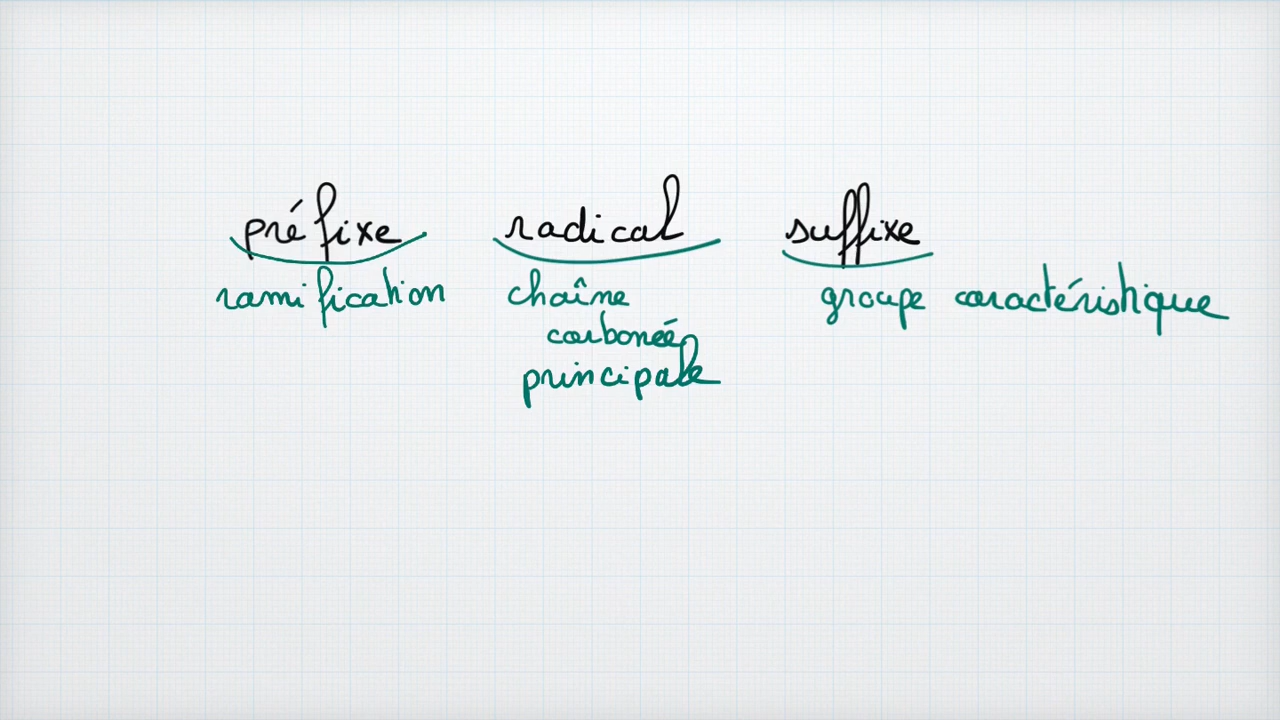 préfixe radical suffixe
ramification chaîne groupe caractéristique
carbonée
principale